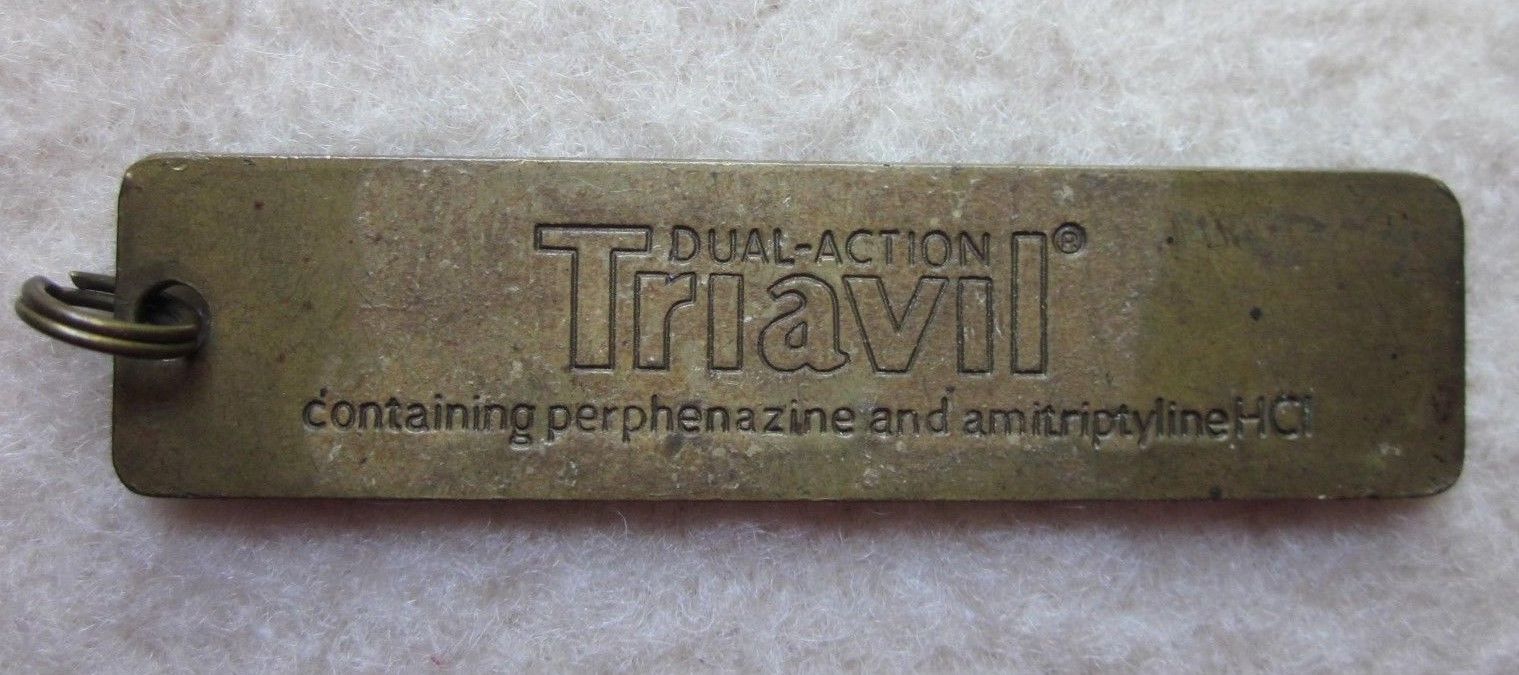 DUAL-ACTION
Triavil®
containing perphenazine and amitriptyline HCl